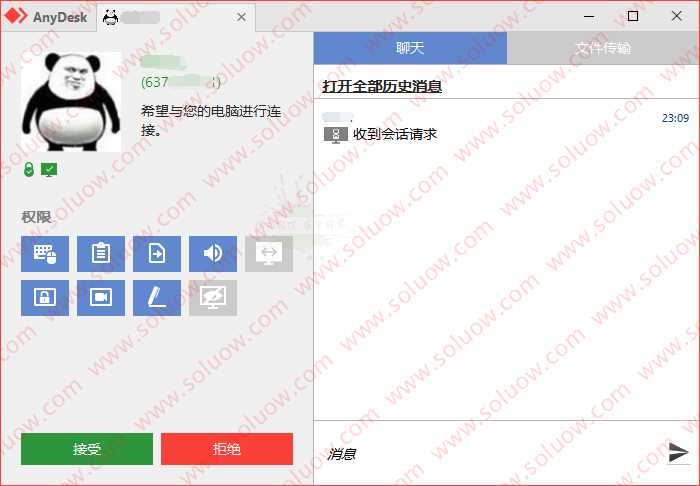 AnyDesk
(637
希望与您的电脑进行连
接。
权限
接受
拒绝
聊天
文件传输
打开全部历史消息
23:09
收到会话请求
消息
www.soluow.com